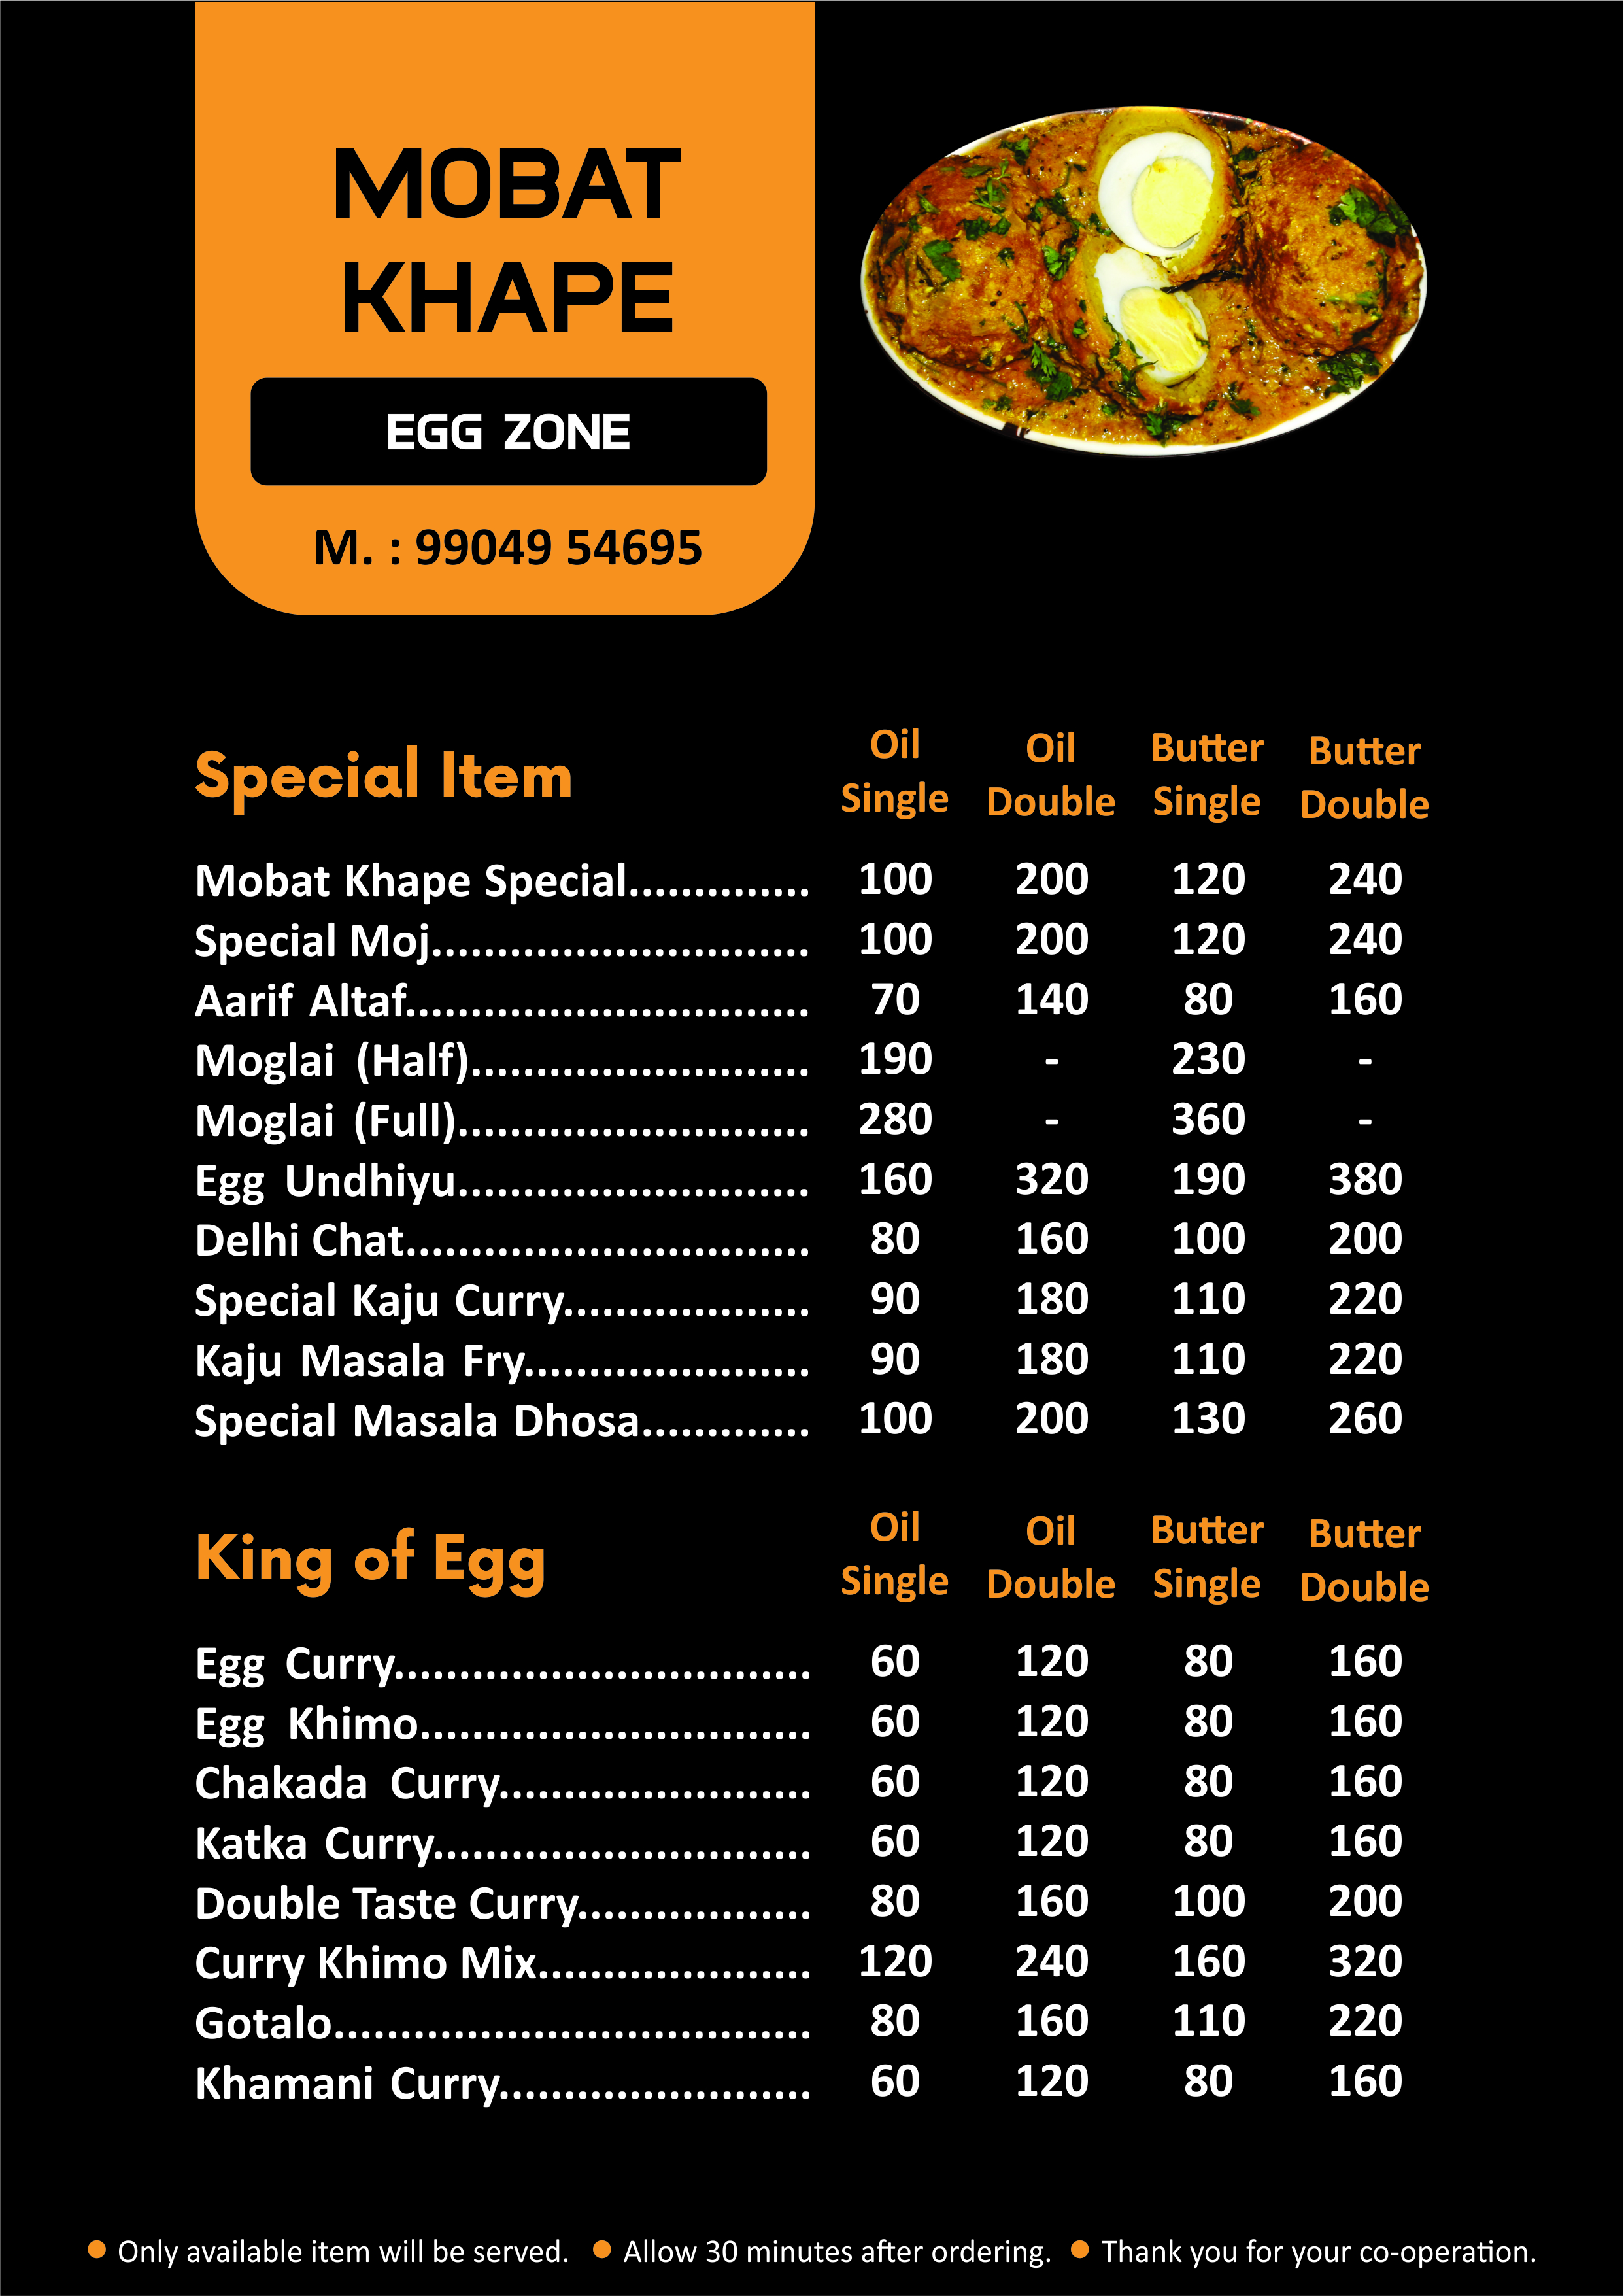 MOBAT
KHAPE
EGG ZONE
M. : 99049 54695
Special Item Oil Single Oil Double Butter Single Butter Double
Mobat Khape Special.............. 100 200 120 240
Special Moj............................. 100 200 120 240
Aarif Altaf............................... 70 140 80 160
Moglai (Half).......................... 190 - 230 -
Moglai (Full)........................... 280 - 360 -
Egg Undhiyu........................... 160 320 190 380
Delhi Chat............................... 80 160 100 200
Special Kaju Curry................... 90 180 110 220
Kaju Masala Fry...................... 90 180 110 220
Special Masala Dhosa............. 100 200 130 260
King of Egg Oil Single Oil Double Butter Single Butter Double
Egg Curry................................ 60 120 80 160
Egg Khimo.............................. 60 120 80 160
Chakada Curry........................ 60 120 80 160
Katka Curry............................. 60 120 80 160
Double Taste Curry.................. 80 160 100 200
Curry Khimo Mix..................... 120 240 160 320
Gotalo..................................... 80 160 110 220
Khamani Curry........................ 60 120 80 160
● Only available item will be served. ● Allow 30 minutes after ordering. ● Thank you for your co-operation.